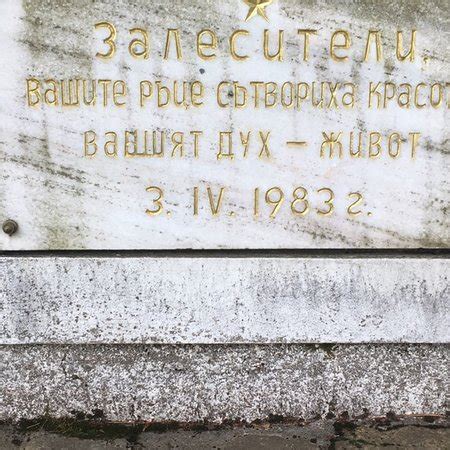 Залесители,
вашите ръце сътвориха красо
вашият дух – живот
3. IV. 1983 г.